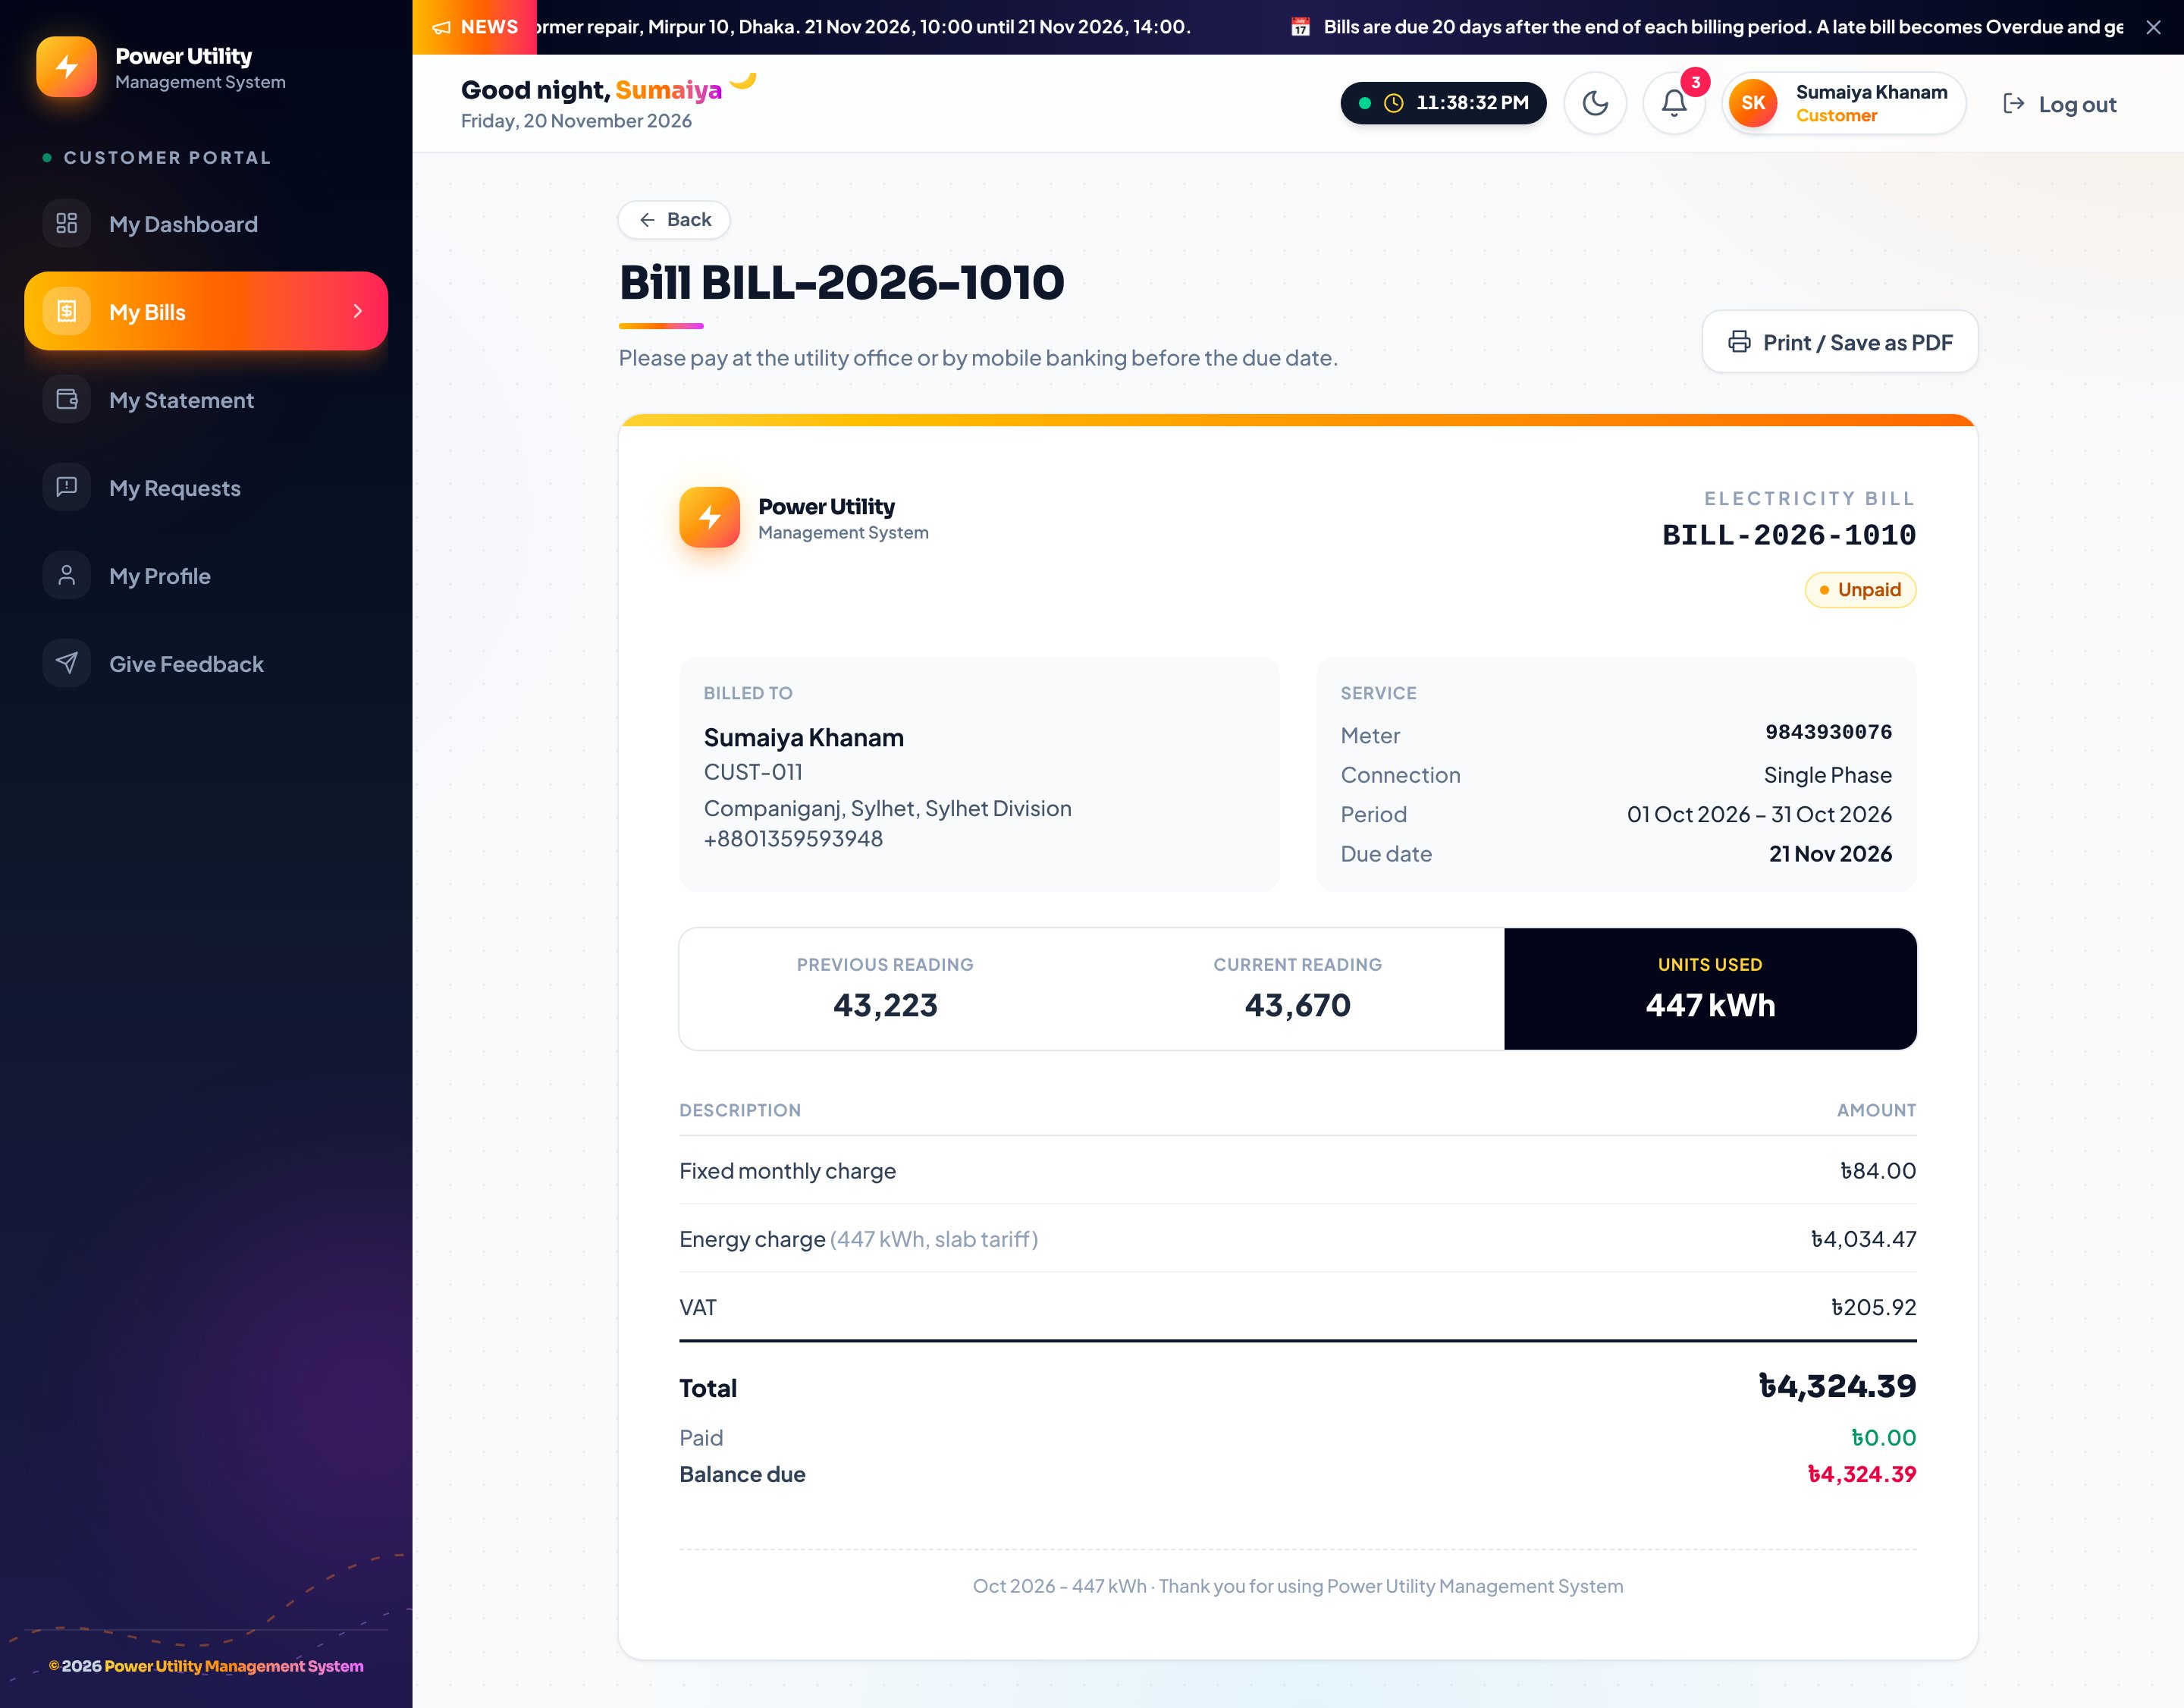 Power Utility
Management System
CUSTOMER PORTAL
My Dashboard
My Bills
My Statement
My Requests
My Profile
Give Feedback
© 2026 Power Utility Management System
NEWS
repair, Mirpur 10, Dhaka. 21 Nov 2026, 10:00 until 21 Nov 2026, 14:00.
📅 Bills are due 20 days after the end of each billing period. A late bill becomes Overdue and
Good night, Sumaiya 🌙
Friday, 20 November 2026
11:38:32 PM
3
SK
Sumaiya Khanam
Customer
Log out
Back
Bill BILL-2026-1010
Please pay at the utility office or by mobile banking before the due date.
Print / Save as PDF
Power Utility
Management System
ELECTRICITY BILL
BILL-2026-1010
Unpaid
BILLED TO
Sumaiya Khanam
CUST-011
Companiganj, Sylhet, Sylhet Division
+8801359593948
SERVICE
Meter 9843930076
Connection Single Phase
Period 01 Oct 2026 – 31 Oct 2026
Due date 21 Nov 2026
PREVIOUS READING
43,223
CURRENT READING
43,670
UNITS USED
447 kWh
DESCRIPTION AMOUNT
Fixed monthly charge ৳84.00
Energy charge (447 kWh, slab tariff) ৳4,034.47
VAT ৳205.92
Total ৳4,324.39
Paid ৳0.00
Balance due ৳4,324.39
Oct 2026 - 447 kWh · Thank you for using Power Utility Management System